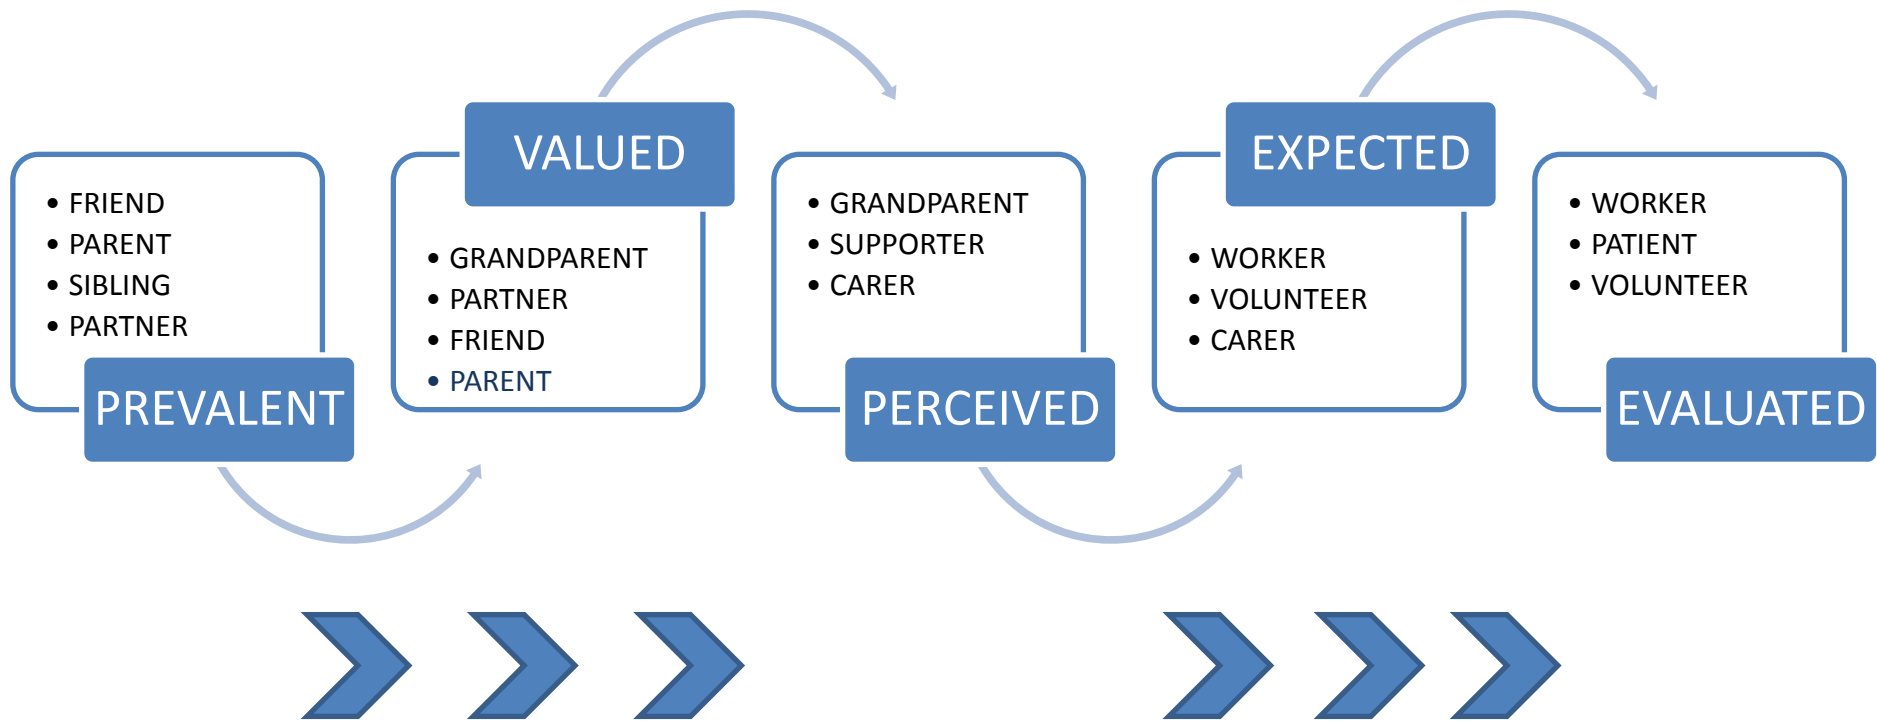 • FRIEND
• PARENT
• SIBLING
• PARTNER
PREVALENT
VALUED
• GRANDPARENT
• PARTNER
• FRIEND
• PARENT
• GRANDPARENT
• SUPPORTER
• CARER
PERCEIVED
EXPECTED
• WORKER
• VOLUNTEER
• CARER
• WORKER
• PATIENT
• VOLUNTEER
EVALUATED